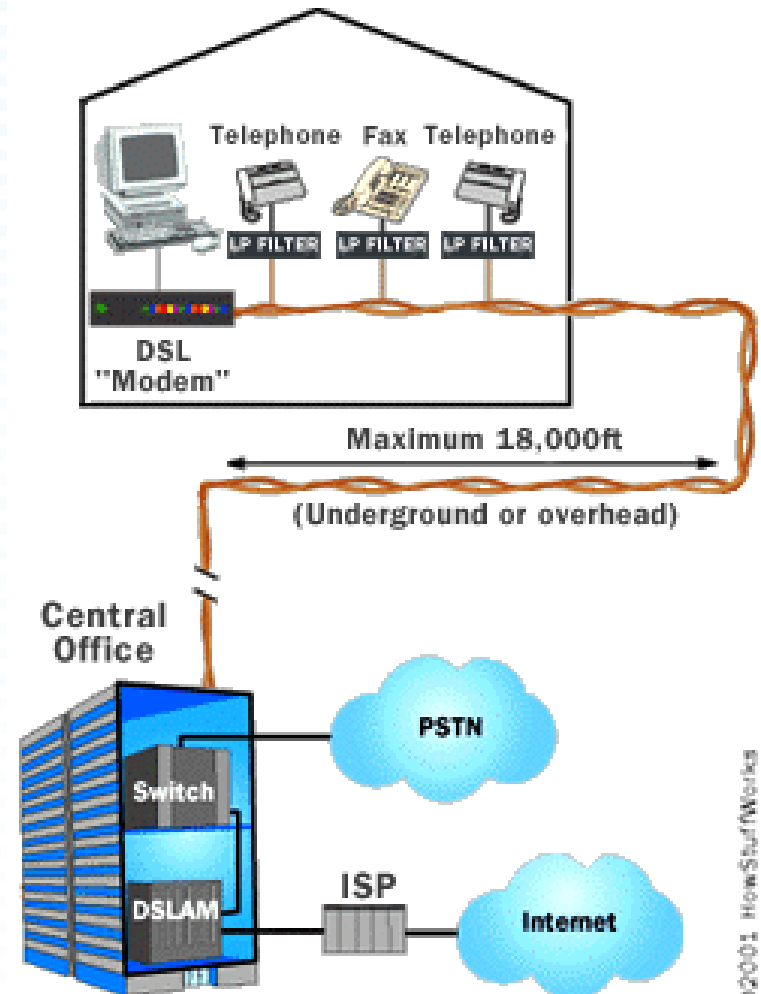 Telephone Fax Telephone
LP FILTER LP FILTER LP FILTER
DSL
"Modem"
Maximum 18,000ft
(Underground or overhead)
Central
Office
PSTN
Switch
ISP
DSLAM
Internet
©2001 HowStuffWorks